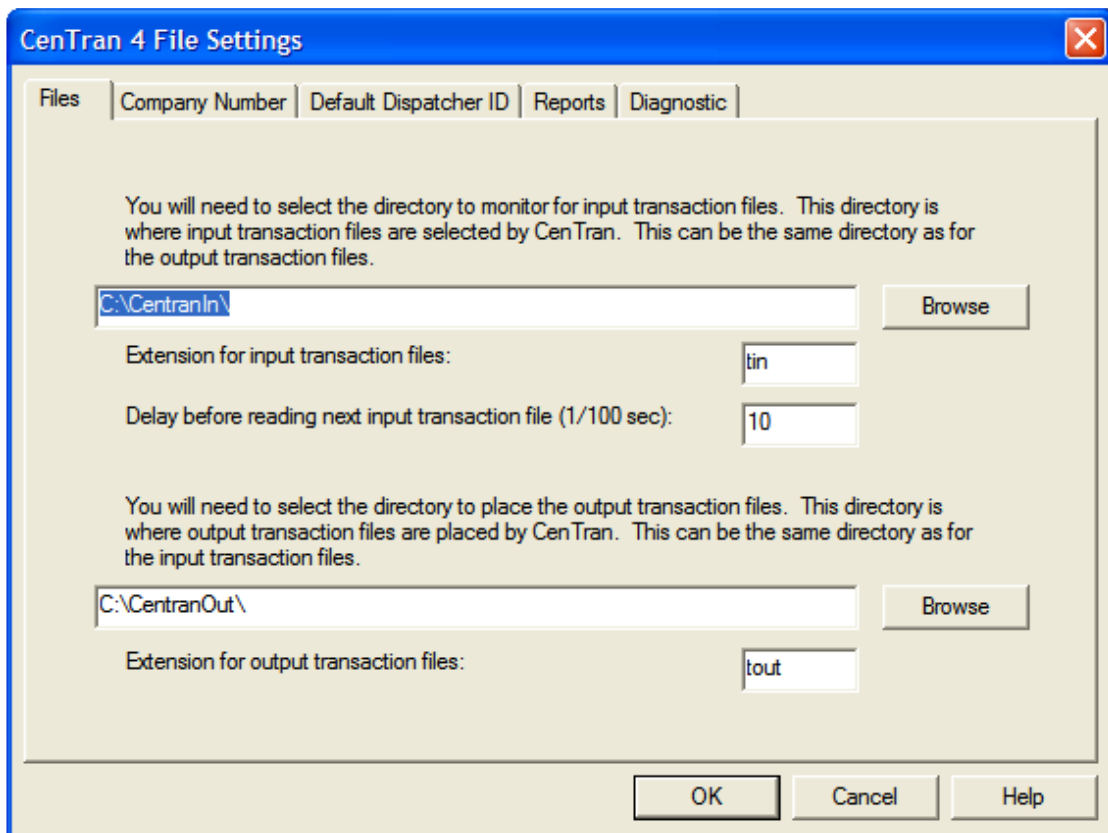 CenTran 4 File Settings
Files Company Number Default Dispatcher ID Reports Diagnostic
You will need to select the directory to monitor for input transaction files. This directory is
where input transaction files are selected by CenTran. This can be the same directory as for
the output transaction files.
C:\CentranIn\ Browse
Extension for input transaction files: tin
Delay before reading next input transaction file (1/100 sec): 10
You will need to select the directory to place the output transaction files. This directory is
where output transaction files are placed by CenTran. This can be the same directory as for
the input transaction files.
C:\CentranOut\ Browse
Extension for output transaction files: tout
OK Cancel Help